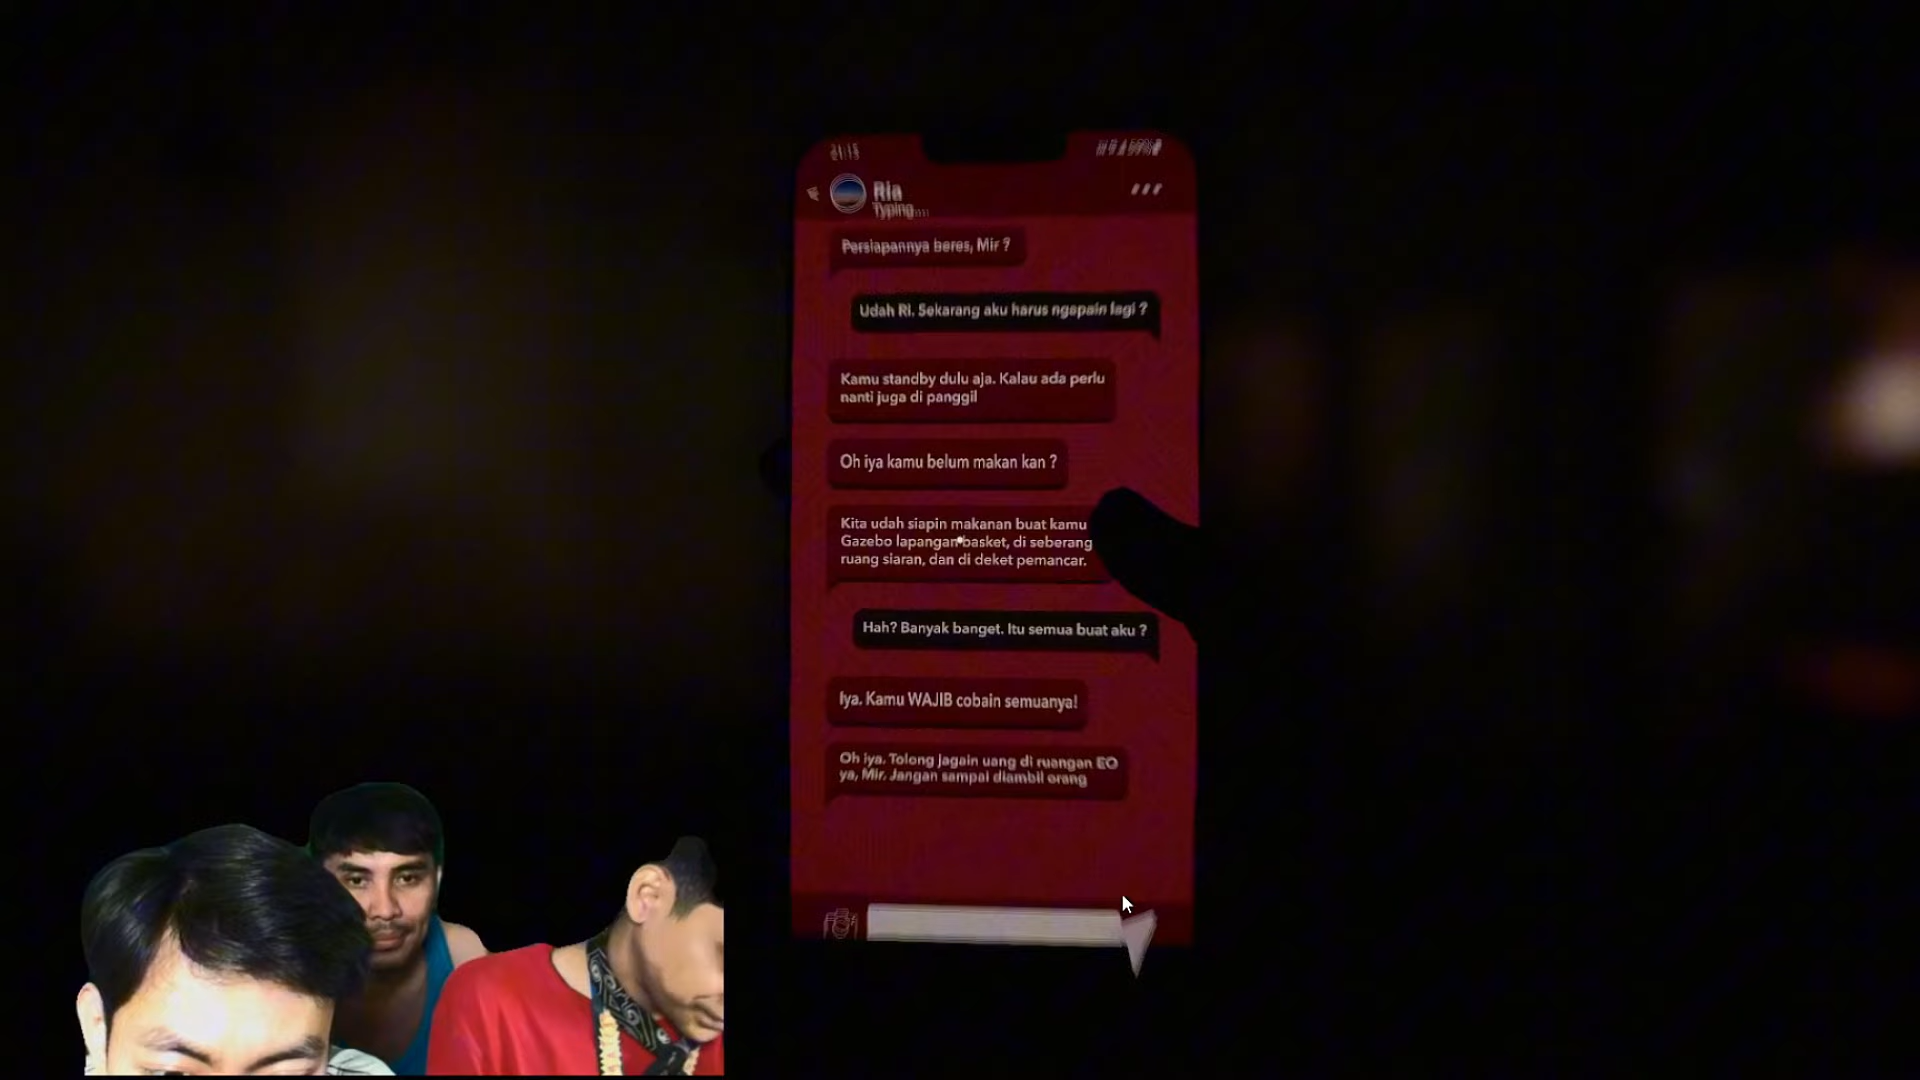 21:15
Ria
Typing...
Persiapannya beres, Mir ?
Udah Ri. Sekarang aku harus ngapain lagi ?
Kamu standby dulu aja. Kalau ada perlu
nanti juga di panggil
Oh iya kamu belum makan kan ?
Kita udah siapin makanan buat kamu
Gazebo lapangan basket, di seberang
ruang siaran, dan di deket pemancar.
Hah? Banyak banget. Itu semua buat aku ?
Iya. Kamu WAJIB cobain semuanya!
Oh iya. Tolong jagain uang di ruangan EO
ya, Mir. Jangan sampai diambil orang